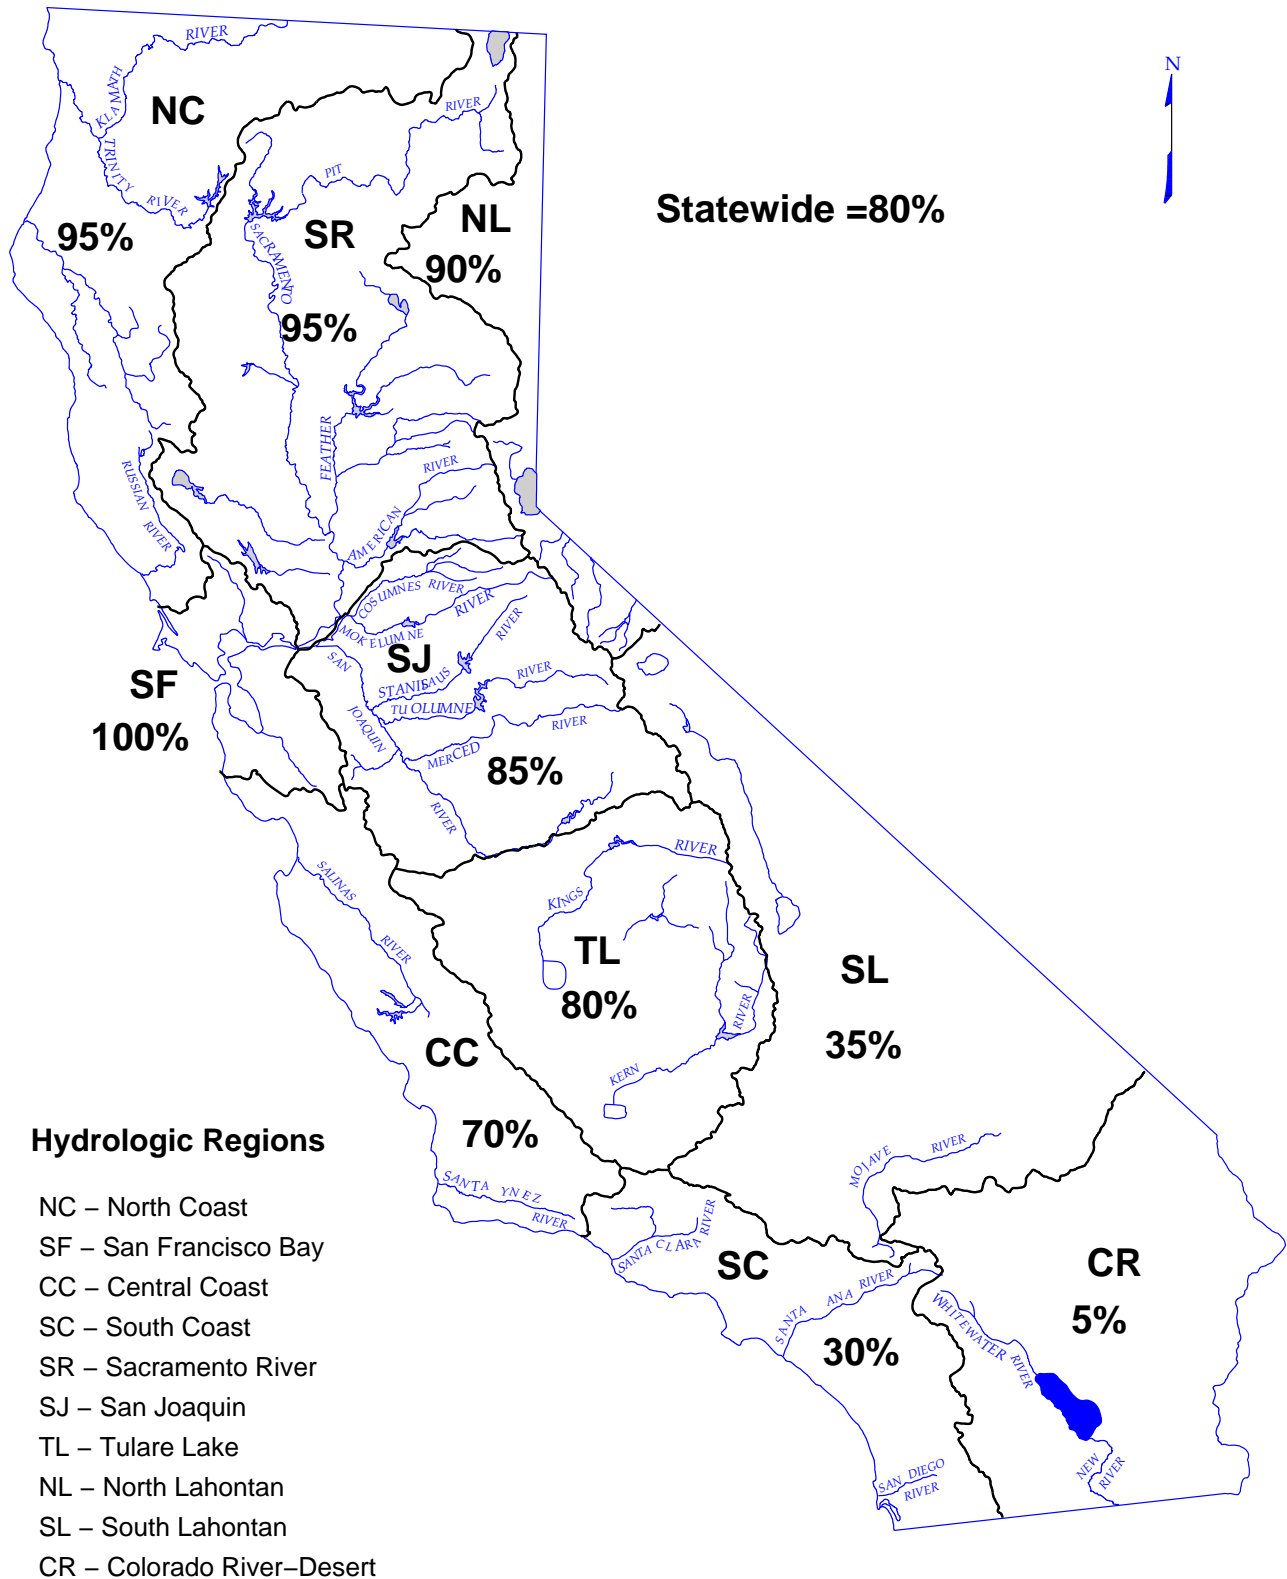 RIVER
KLAMATH
NC
TRINITY RIVER
RIVER
PIT
N
Statewide =80%
NL
90%
95%
SR
SACRAMENTO
95%
FEATHER
RIVER
AMERICAN
RUSSIAN RIVER
COSUMNES RIVER
MOKELUMNE RIVER
SJ
SAN
JOAQUIN
RIVER
STANISLAUS RIVER
TUOLUMNE RIVER
MERCED RIVER
85%
SF
100%
SALINAS
RIVER
KINGS RIVER
TL
80%
RIVER
KERN
SL
35%
CC
70%
MOJAVE RIVER
SANTA YNEZ
RIVER
SANTA CLARA RIVER
SC
SANTA ANA RIVER
30%
CR
5%
WHITEWATER RIVER
NEW
RIVER
SAN DIEGO
RIVER
Hydrologic Regions
NC – North Coast
SF – San Francisco Bay
CC – Central Coast
SC – South Coast
SR – Sacramento River
SJ – San Joaquin
TL – Tulare Lake
NL – North Lahontan
SL – South Lahontan
CR – Colorado River–Desert